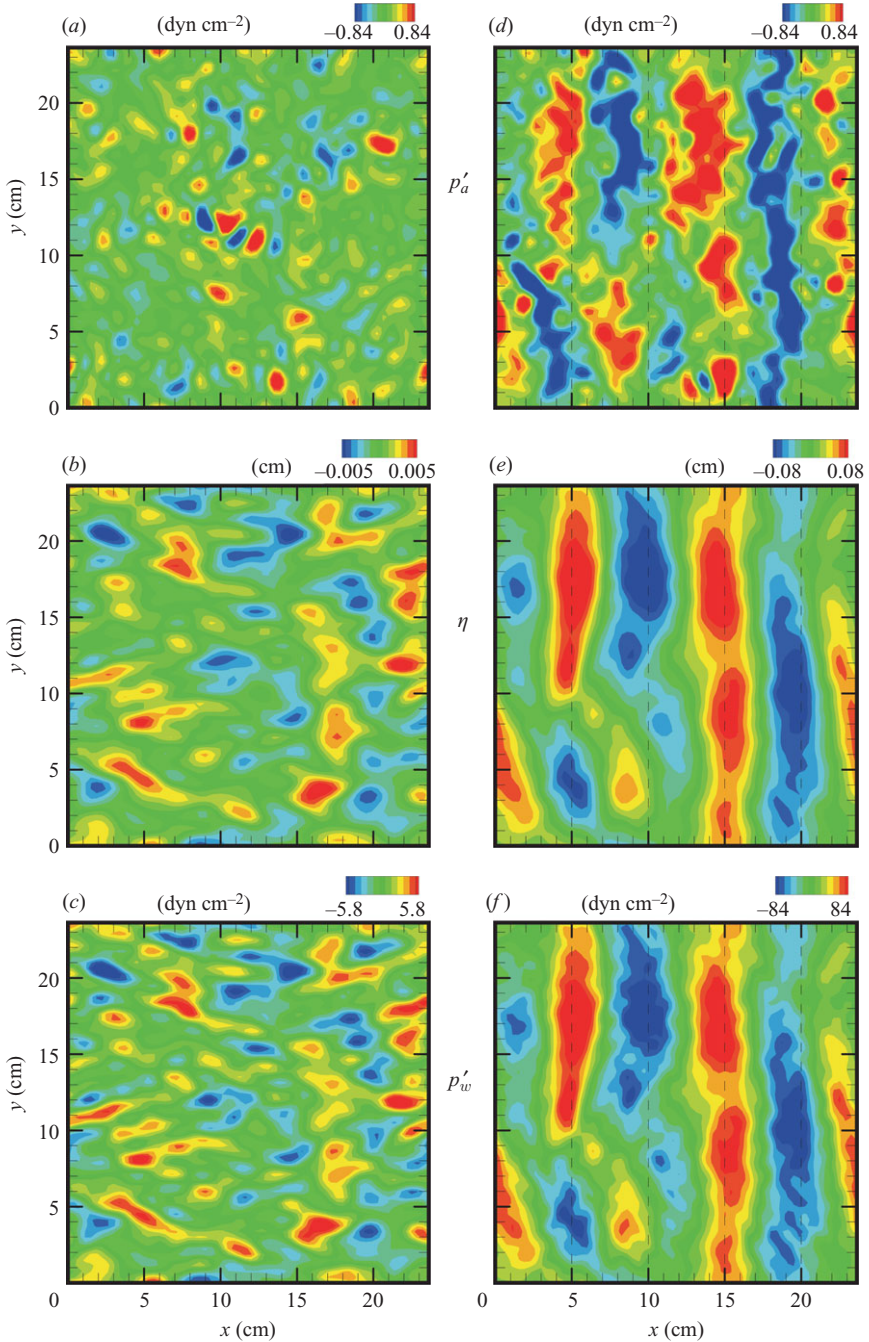 (a) (dyn cm⁻²) −0.84 0.84
(d) (dyn cm⁻²) −0.84 0.84
20
15
10
5
0
y (cm)
p′a
(b) (cm) −0.005 0.005
(e) (cm) −0.08 0.08
20
15
10
5
0
y (cm)
η
(c) (dyn cm⁻²) −5.8 5.8
(f) (dyn cm⁻²) −84 84
20
15
10
5
0
y (cm)
p′w
5 10 15 20
x (cm)
0 5 10 15 20
x (cm)